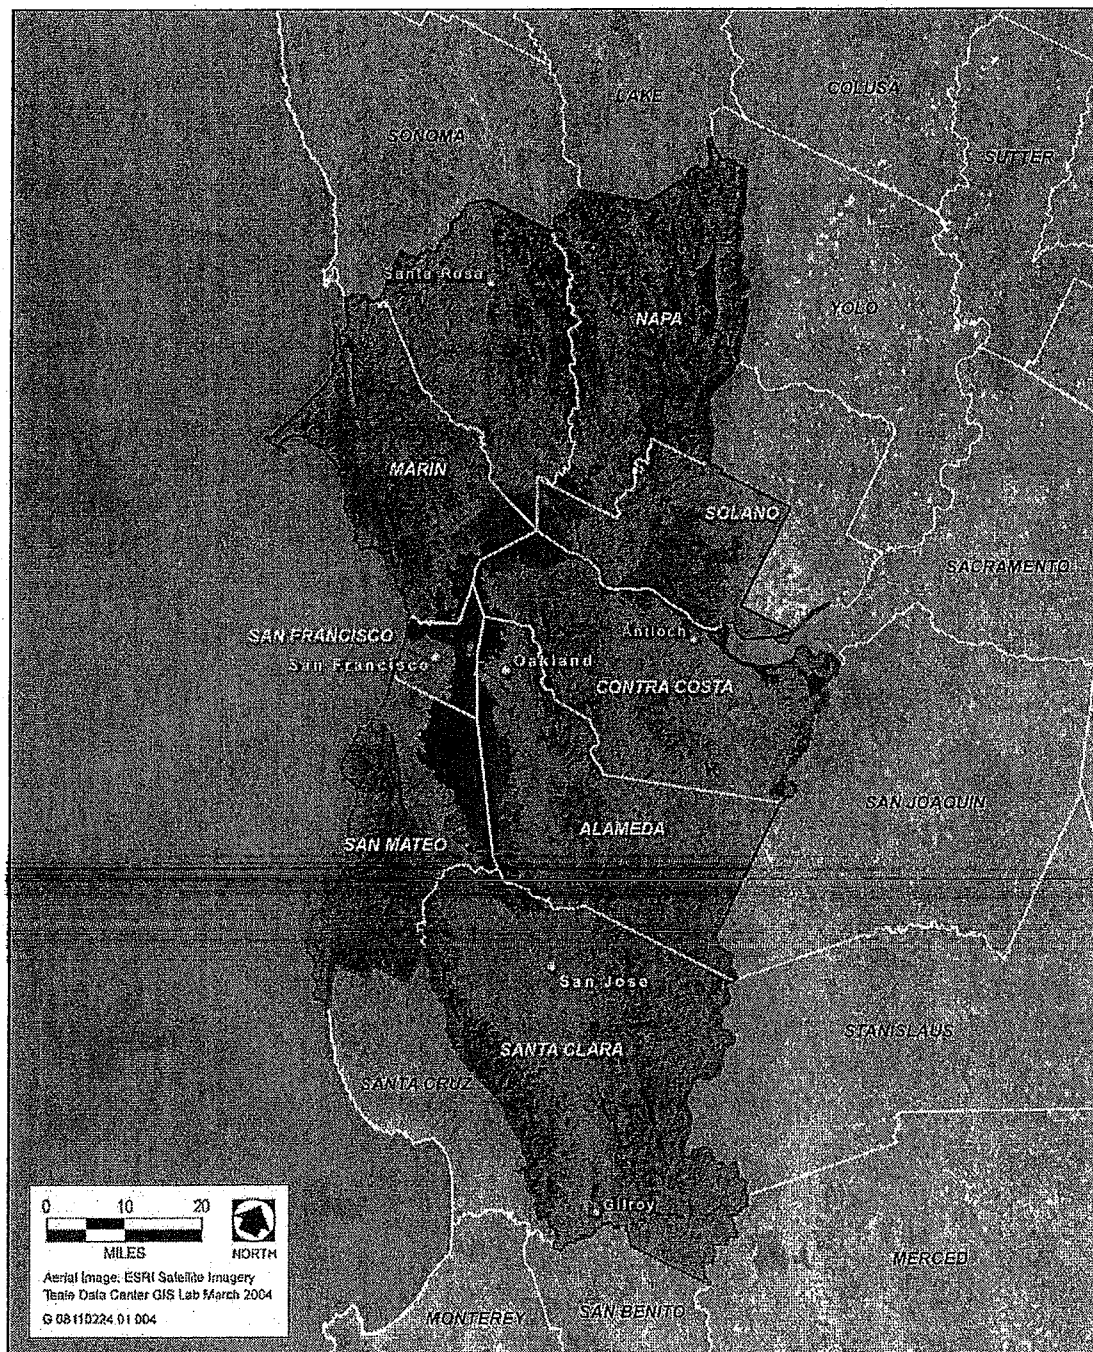 LAKE
COLUSA
SONOMA
SUTTER
Santa Rosa
NAPA
YOLO
MARIN
SOLANO
SACRAMENTO
SAN FRANCISCO
Antioch
San Francisco
Oakland
CONTRA COSTA
SAN JOAQUIN
ALAMEDA
SAN MATEO
San Jose
STANISLAUS
SANTA CLARA
SANTA CRUZ
Gilroy
MERCED
SAN BENITO
MONTEREY
0 10 20
MILES
NORTH
Aerial Image: ESRI Satellite Imagery
Teale Data Center GIS Lab March 2004
G 08110224.01 004